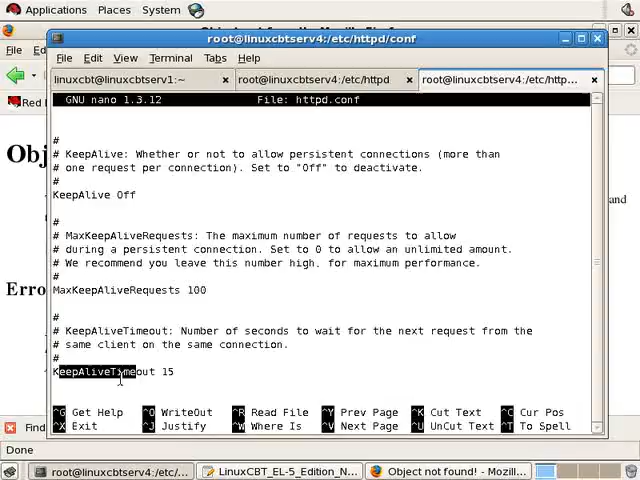 Applications Places System
root@linuxcbtserv4:/etc/httpd/conf
File Edit View Terminal Tabs Help
linuxcbt@linuxcbtserv1:~ root@linuxcbtserv4:/etc/httpd root@linuxcbtserv4:/etc/http...
GNU nano 1.3.12 File: httpd.conf
#
# KeepAlive: Whether or not to allow persistent connections (more than
# one request per connection). Set to "Off" to deactivate.
#
KeepAlive Off
#
# MaxKeepAliveRequests: The maximum number of requests to allow
# during a persistent connection. Set to 0 to allow an unlimited amount.
# We recommend you leave this number high, for maximum performance.
#
MaxKeepAliveRequests 100
#
# KeepAliveTimeout: Number of seconds to wait for the next request from the
# same client on the same connection.
#
KeepAliveTimeout 15
^G Get Help ^O WriteOut ^R Read File ^Y Prev Page ^K Cut Text ^C Cur Pos
^X Exit ^J Justify ^W Where Is ^V Next Page ^U UnCut Text ^T To Spell
File
Red
Obj
and
Erro
Find
Done
root@linuxcbtserv4:/etc/... LinuxCBT_EL-5_Edition_N... Object not found! - Mozill...